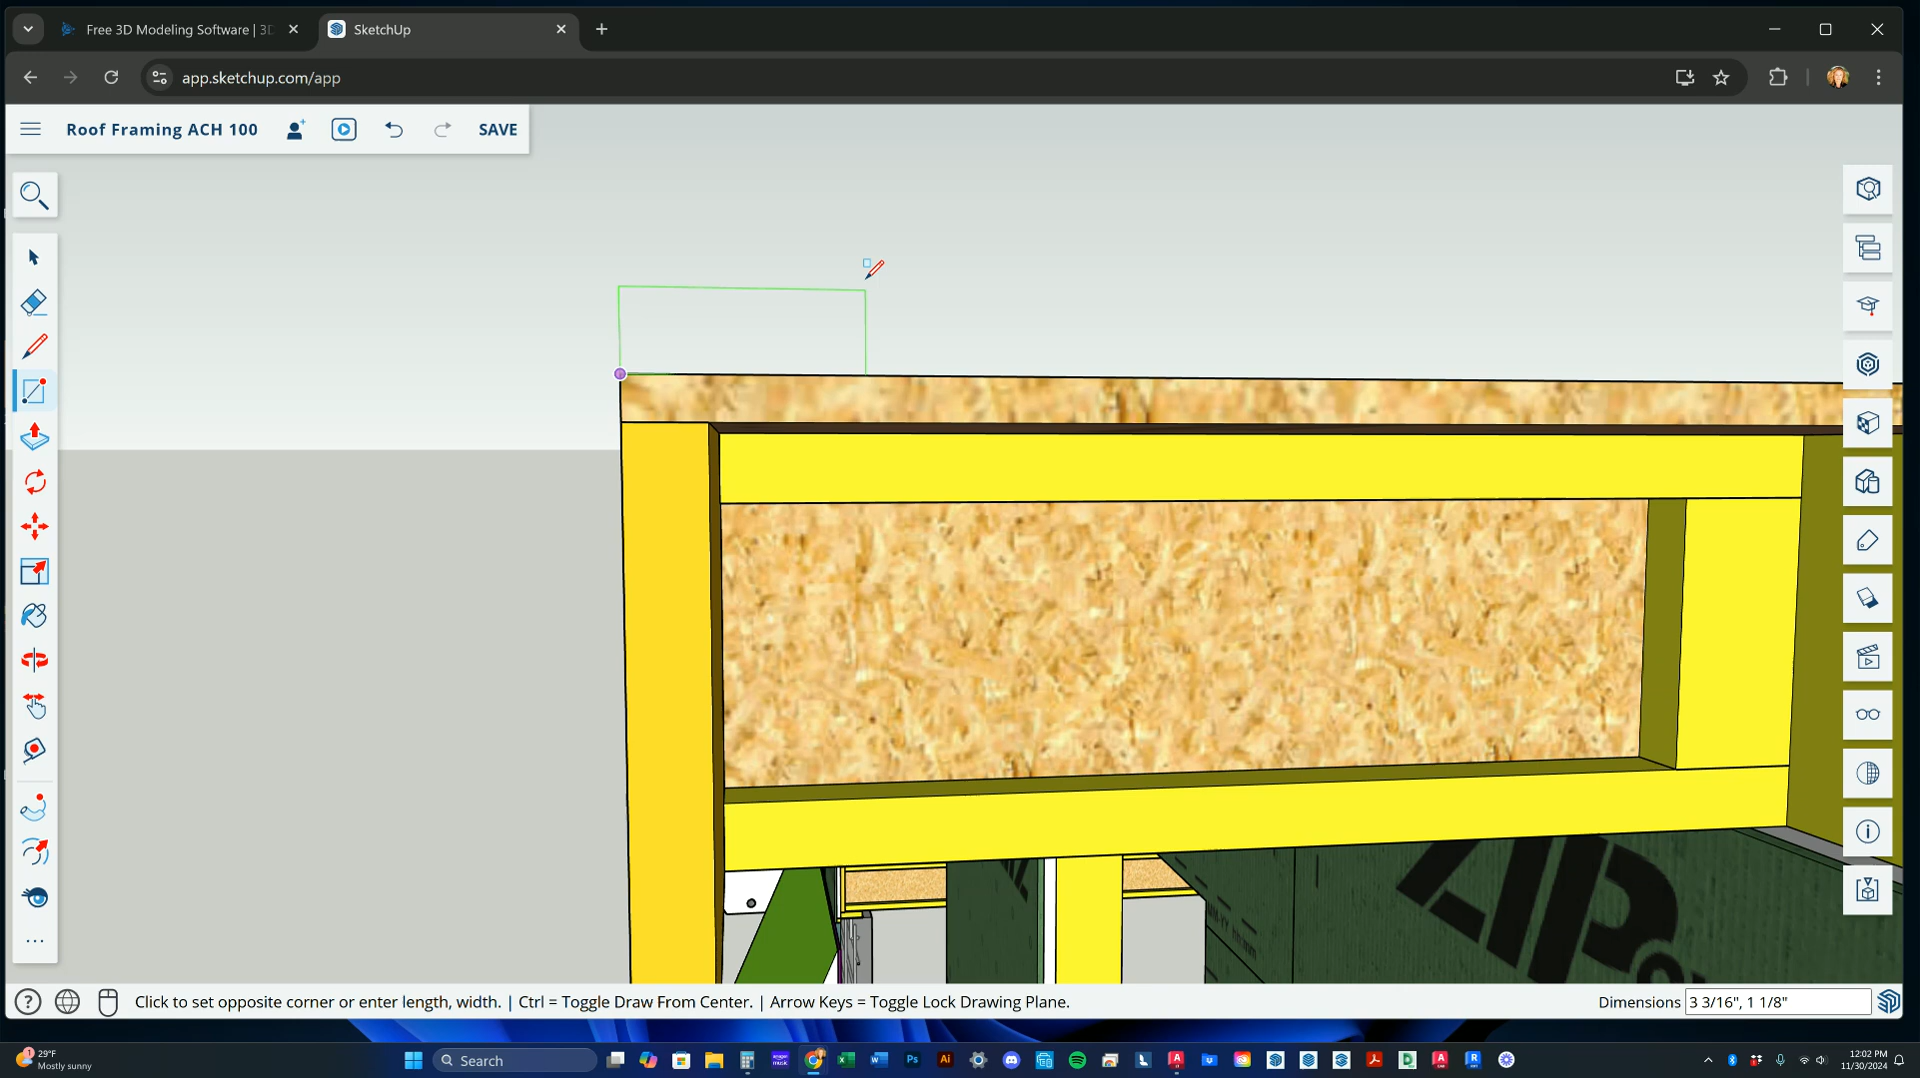 Free 3D Modeling Software | 3D
SketchUp
app.sketchup.com/app
Roof Framing ACH 100
SAVE
Click to set opposite corner or enter length, width. | Ctrl = Toggle Draw From Center. | Arrow Keys = Toggle Lock Drawing Plane.
Dimensions
3 3/16", 1 1/8"
29°F
Mostly sunny
Search
12:02 PM
11/30/2024